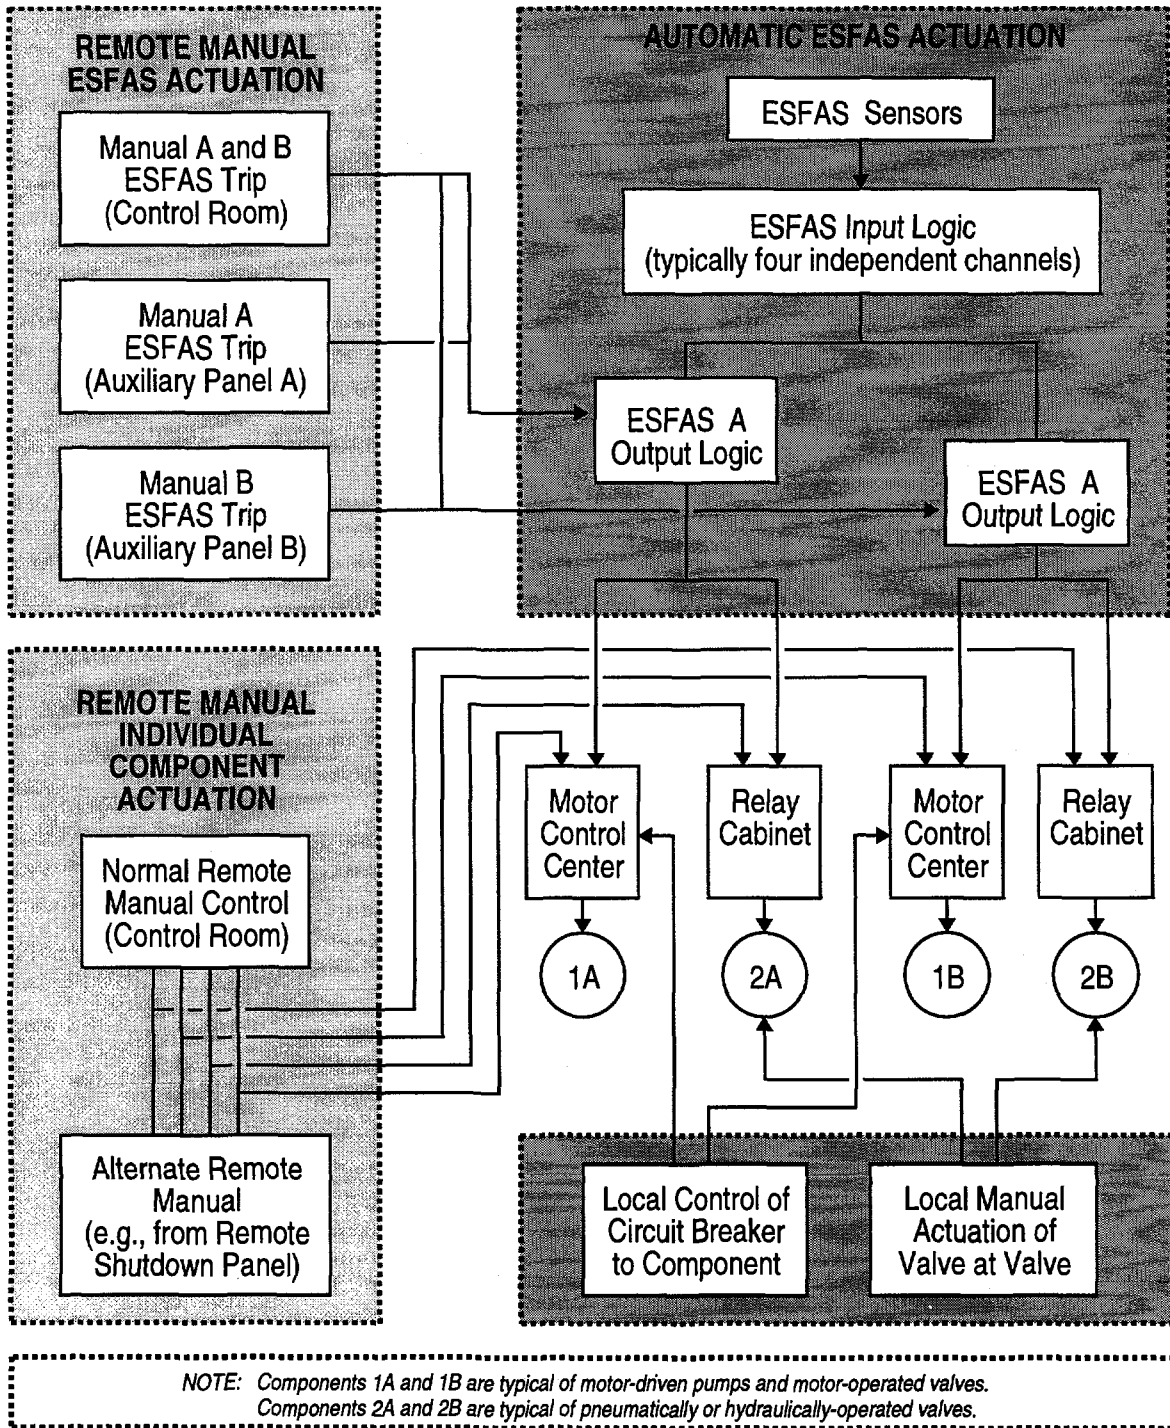 REMOTE MANUAL
ESFAS ACTUATION
Manual A and B
ESFAS Trip
(Control Room)
Manual A
ESFAS Trip
(Auxiliary Panel A)
Manual B
ESFAS Trip
(Auxiliary Panel B)
AUTOMATIC ESFAS ACTUATION
ESFAS Sensors
ESFAS Input Logic
(typically four independent channels)
ESFAS A
Output Logic
ESFAS A
Output Logic
REMOTE MANUAL
INDIVIDUAL
COMPONENT
ACTUATION
Normal Remote
Manual Control
(Control Room)
Alternate Remote
Manual
(e.g., from Remote
Shutdown Panel)
Motor
Control
Center
Relay
Cabinet
Motor
Control
Center
Relay
Cabinet
1A
2A
1B
2B
Local Control of
Circuit Breaker
to Component
Local Manual
Actuation of
Valve at Valve
NOTE: Components 1A and 1B are typical of motor-driven pumps and motor-operated valves.
Components 2A and 2B are typical of pneumatically or hydraulically-operated valves.